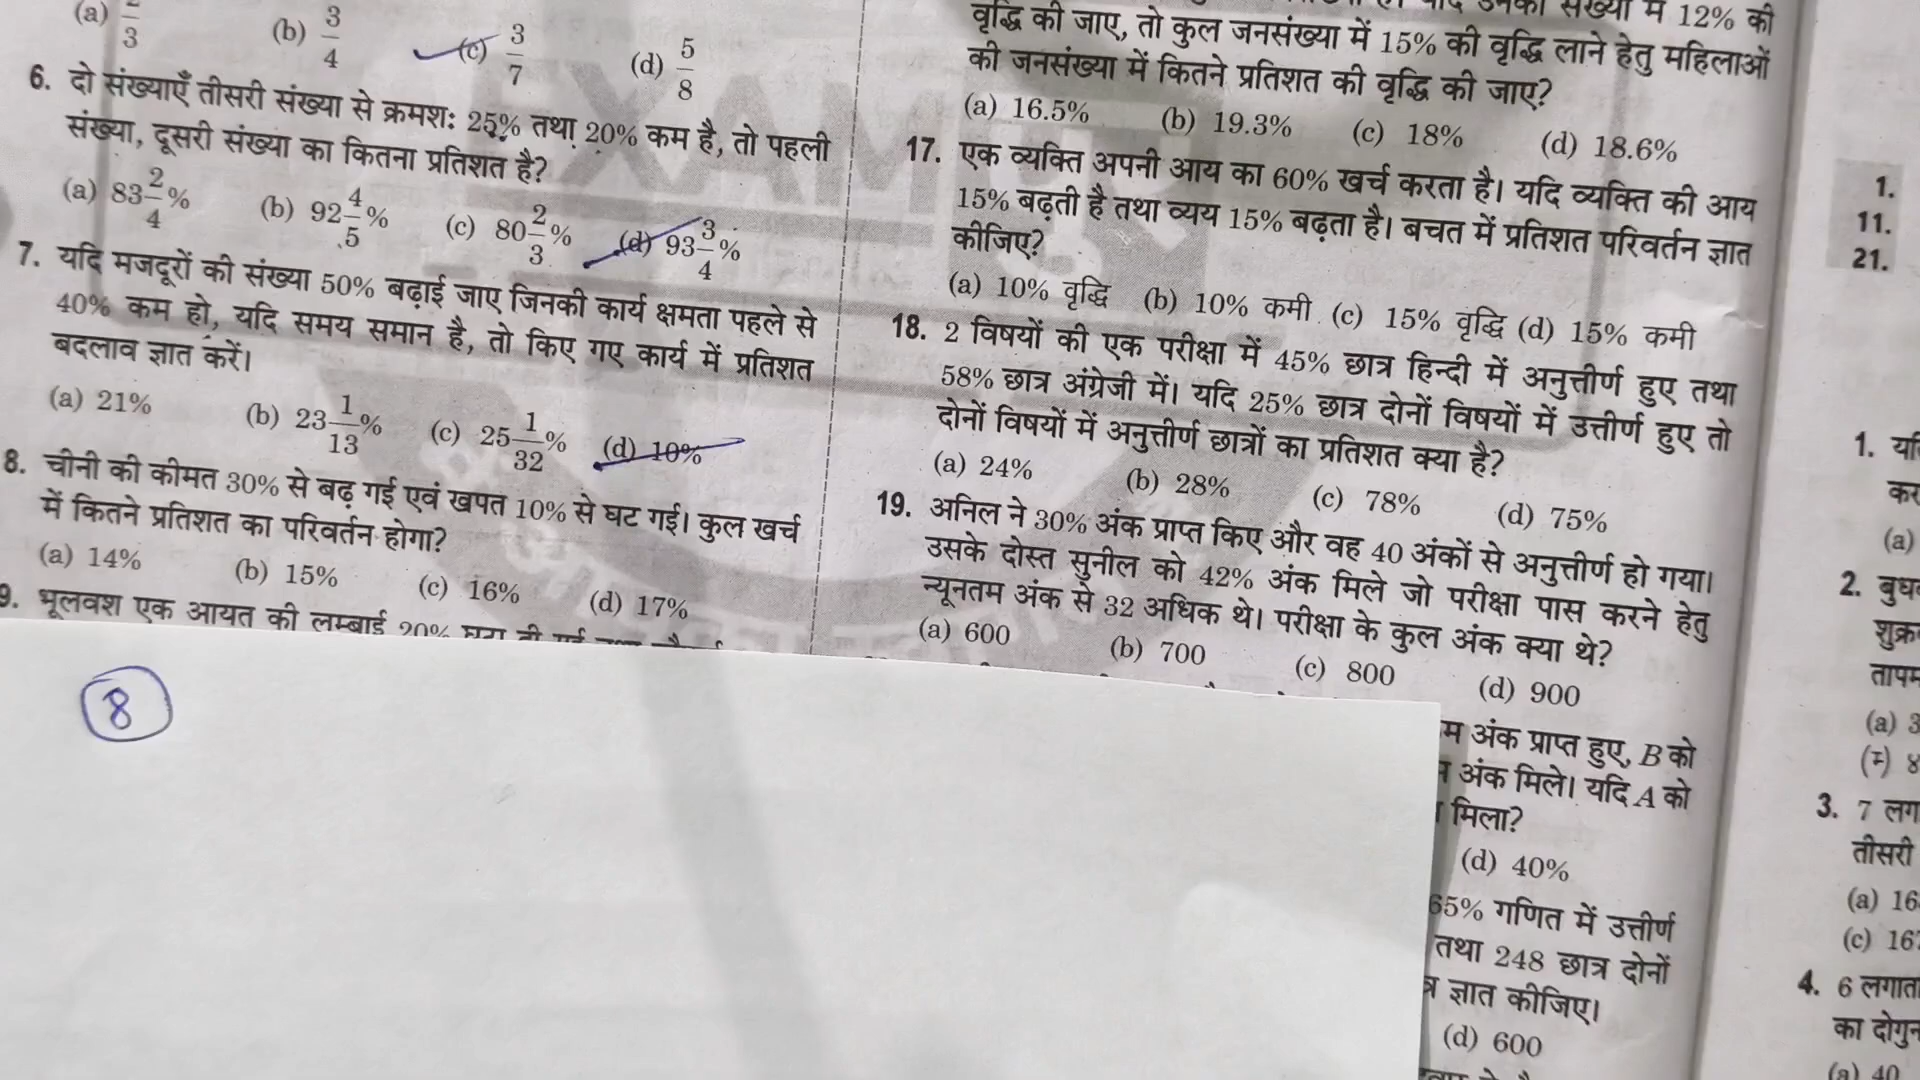 (a) 2/3 (b) 3/4 (c) 3/7 (d) 5/8
6. दो संख्याएँ तीसरी संख्या से क्रमशः 25% तथा 20% कम है, तो पहली
संख्या, दूसरी संख्या का कितना प्रतिशत है?
(a) 83 2/4 % (b) 92 4/5 % (c) 80 2/3 % (d) 93 3/4 %
7. यदि मजदूरों की संख्या 50% बढ़ाई जाए जिनकी कार्य क्षमता पहले से
40% कम हो, यदि समय समान है, तो किए गए कार्य में प्रतिशत
बदलाव ज्ञात करें।
(a) 21% (b) 23 1/13 % (c) 25 1/32 % (d) 10%
8. चीनी की कीमत 30% से बढ़ गई एवं खपत 10% से घट गई। कुल खर्च
में कितने प्रतिशत का परिवर्तन होगा?
(a) 14% (b) 15% (c) 16% (d) 17%
9. भूलवश एक आयत की लम्बाई 20%
8
12% की
वृद्धि की जाए, तो कुल जनसंख्या में 15% की वृद्धि लाने हेतु महिलाओं
की जनसंख्या में कितने प्रतिशत की वृद्धि की जाए?
(a) 16.5% (b) 19.3% (c) 18% (d) 18.6%
17. एक व्यक्ति अपनी आय का 60% खर्च करता है। यदि व्यक्ति की आय
15% बढ़ती है तथा व्यय 15% बढ़ता है। बचत में प्रतिशत परिवर्तन ज्ञात
कीजिए?
(a) 10% वृद्धि (b) 10% कमी (c) 15% वृद्धि (d) 15% कमी
18. 2 विषयों की एक परीक्षा में 45% छात्र हिन्दी में अनुत्तीर्ण हुए तथा
58% छात्र अंग्रेजी में। यदि 25% छात्र दोनों विषयों में उत्तीर्ण हुए तो
दोनों विषयों में अनुत्तीर्ण छात्रों का प्रतिशत क्या है?
(a) 24% (b) 28% (c) 78% (d) 75%
19. अनिल ने 30% अंक प्राप्त किए और वह 40 अंकों से अनुत्तीर्ण हो गया।
उसके दोस्त सुनील को 42% अंक मिले जो परीक्षा पास करने हेतु
न्यूनतम अंक से 32 अधिक थे। परीक्षा के कुल अंक क्या थे?
(a) 600 (b) 700 (c) 800 (d) 900
अंक प्राप्त हुए, B को
अंक मिले। यदि A को
मिला?
(d) 40%
65% गणित में उत्तीर्ण
तथा 248 छात्र दोनों
ज्ञात कीजिए।
(d) 600
1.
11.
21.
1.
(a)
2.
(a) 3
3. 7
तीसरी
(a) 16
(c) 16
4. 6
(a) 40